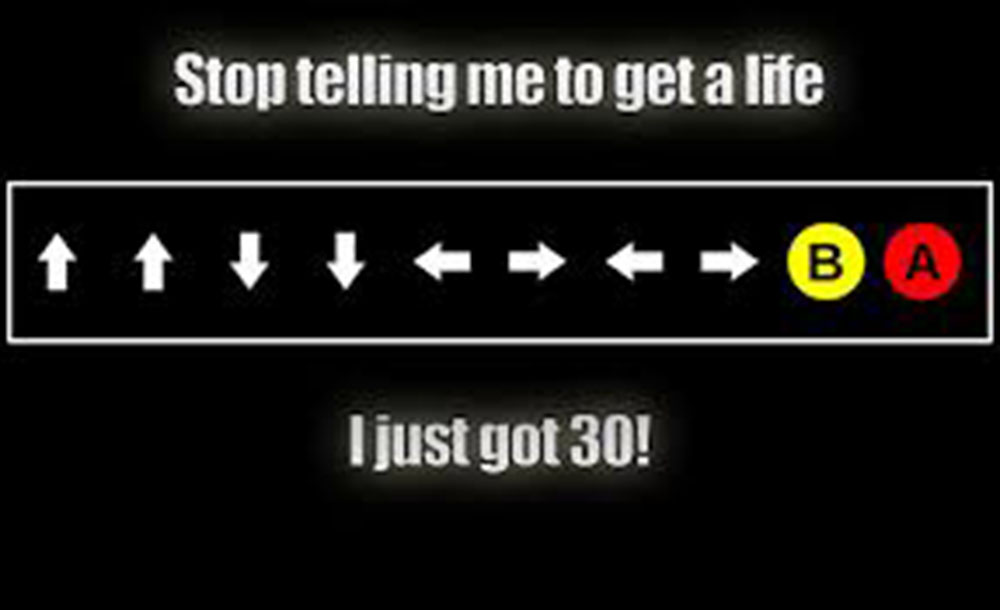 Stop telling me to get a life
↑ ↑ ↓ ↓ ← → ← → B A
I just got 30!